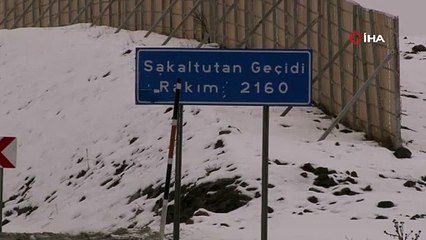 İHA
Sakaltutan Geçidi
Rakım: 2160